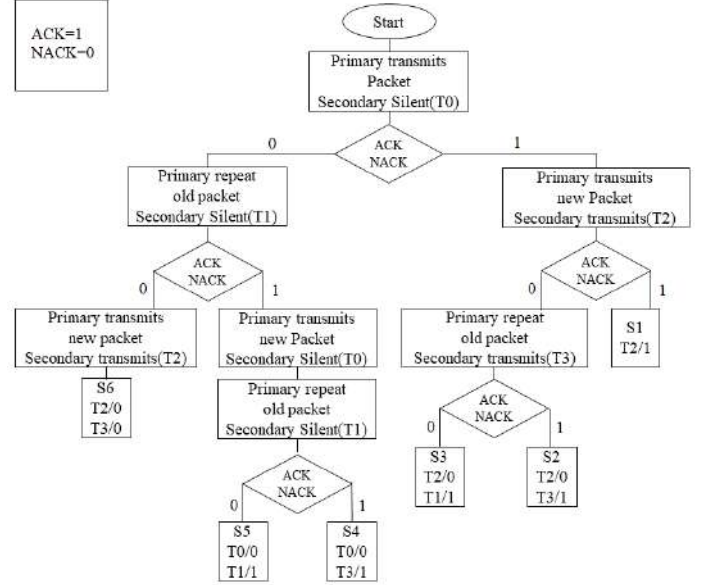 Start
ACK=1
NACK=0
Primary transmits
Packet
Secondary Silent(T0)
0
ACK
NACK
1
Primary repeat
old packet
Secondary Silent(T1)
Primary transmits
new Packet
Secondary transmits(T2)
0
ACK
NACK
1
0
ACK
NACK
1
Primary transmits
new packet
Secondary transmits(T2)
Primary transmits
new Packet
Secondary Silent(T0)
Primary repeat
old packet
Secondary transmits(T3)
S1
T2/1
S6
T2/0
T3/0
Primary repeat
old packet
Secondary Silent(T1)
0
ACK
NACK
1
S3
T2/0
T1/1
S2
T2/0
T3/1
0
ACK
NACK
1
S5
T0/0
T1/1
S4
T0/0
T3/1